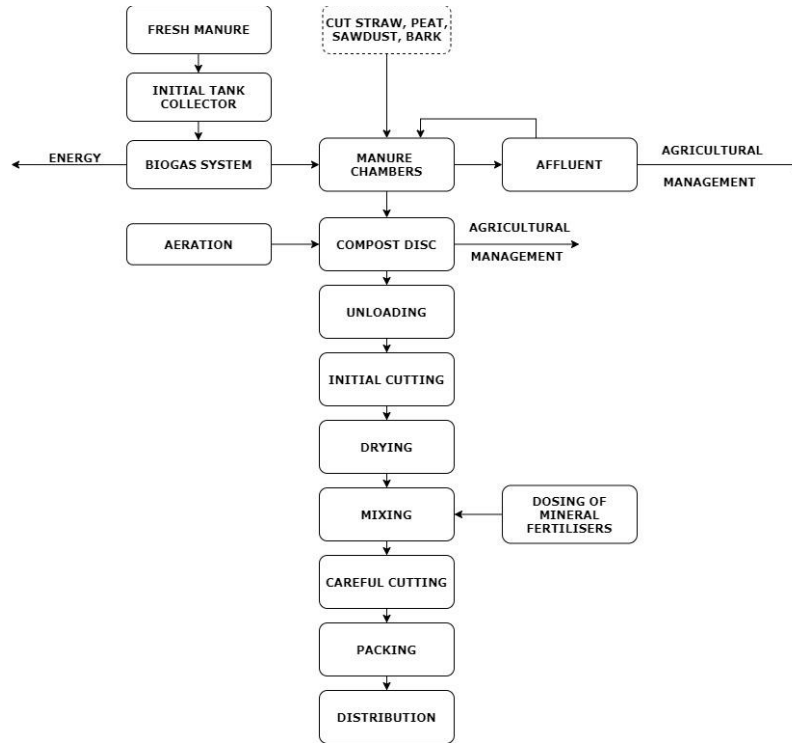 FRESH MANURE
CUT STRAW, PEAT,
SAWDUST, BARK
INITIAL TANK
COLLECTOR
ENERGY
BIOGAS SYSTEM
MANURE
CHAMBERS
AFFLUENT
AGRICULTURAL
MANAGEMENT
AERATION
COMPOST DISC
AGRICULTURAL
MANAGEMENT
UNLOADING
INITIAL CUTTING
DRYING
MIXING
DOSING OF
MINERAL
FERTILISERS
CAREFUL CUTTING
PACKING
DISTRIBUTION